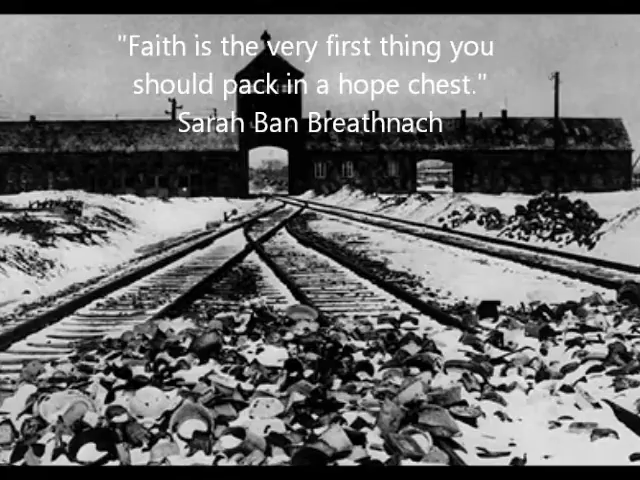 "Faith is the very first thing you
should pack in a hope chest."
Sarah Ban Breathnach